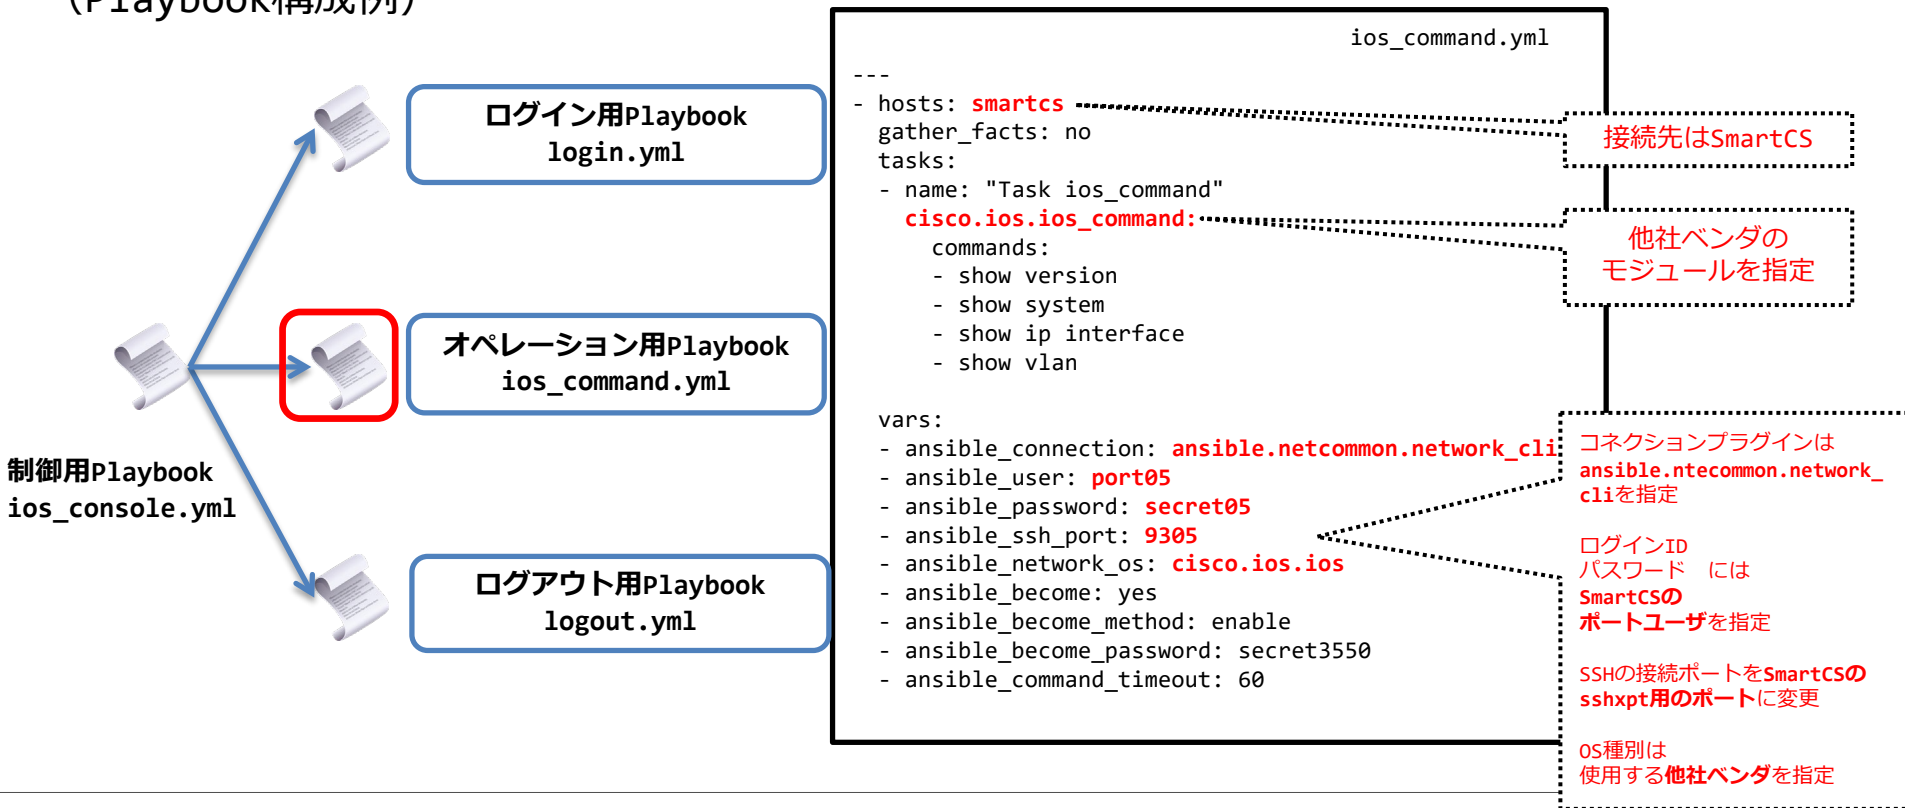 （Playbook構成例）
ログイン用Playbook
login.yml
オペレーション用Playbook
ios_command.yml
制御用Playbook
ios_console.yml
ログアウト用Playbook
logout.yml
ios_command.yml
---
- hosts: smartcs
  gather_facts: no
  tasks:
  - name: "Task ios_command"
    cisco.ios.ios_command:
      commands:
      - show version
      - show system
      - show ip interface
      - show vlan
  vars:
  - ansible_connection: ansible.netcommon.network_cli
  - ansible_user: port05
  - ansible_password: secret05
  - ansible_ssh_port: 9305
  - ansible_network_os: cisco.ios.ios
  - ansible_become: yes
  - ansible_become_method: enable
  - ansible_become_password: secret3550
  - ansible_command_timeout: 60
接続先はSmartCS
他社ベンダの
モジュールを指定
コネクションプラグインは
ansible.ntecommon.network_
cliを指定
ログインID
パスワード　には
SmartCSの
ポートユーザを指定
SSHの接続ポートをSmartCSの
sshxpt用のポートに変更
OS種別は
使用する他社ベンダを指定